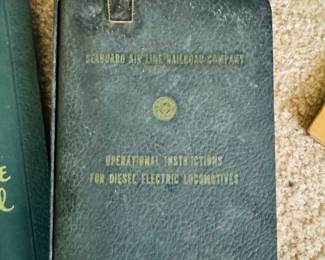 SEABOARD AIR LINE RAILROAD COMPANY
OPERATIONAL INSTRUCTIONS
FOR DIESEL ELECTRIC LOCOMOTIVES